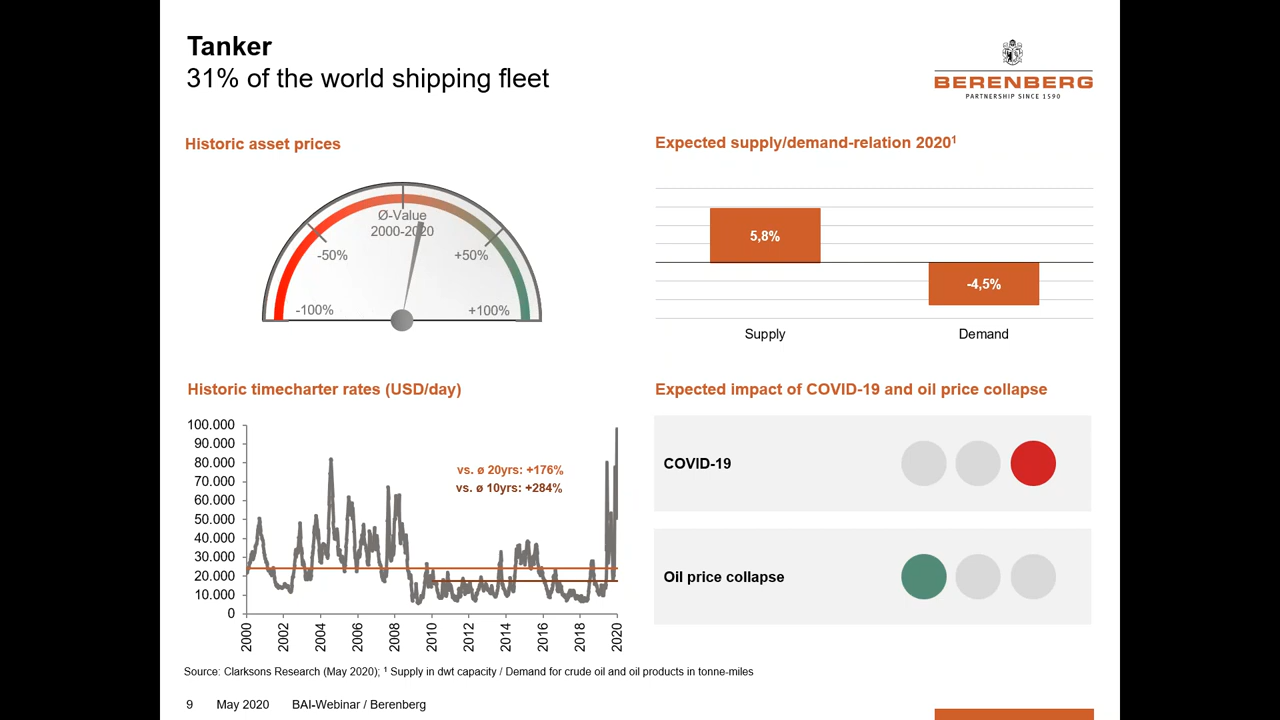 Tanker
31% of the world shipping fleet
BERENBERG
PARTNERSHIP SINCE 1590
Historic asset prices
Ø-Value
2000-2020
-50%
+50%
-100%
+100%
Expected supply/demand-relation 2020¹
5,8%
-4,5%
Supply
Demand
Historic timecharter rates (USD/day)
100.000
90.000
80.000
70.000
60.000
50.000
40.000
30.000
20.000
10.000
0
vs. ø 20yrs: +176%
vs. ø 10yrs: +284%
2000
2002
2004
2006
2008
2010
2012
2014
2016
2018
2020
Expected impact of COVID-19 and oil price collapse
COVID-19
Oil price collapse
Source: Clarksons Research (May 2020); ¹ Supply in dwt capacity / Demand for crude oil and oil products in tonne-miles
9 May 2020 BAI-Webinar / Berenberg